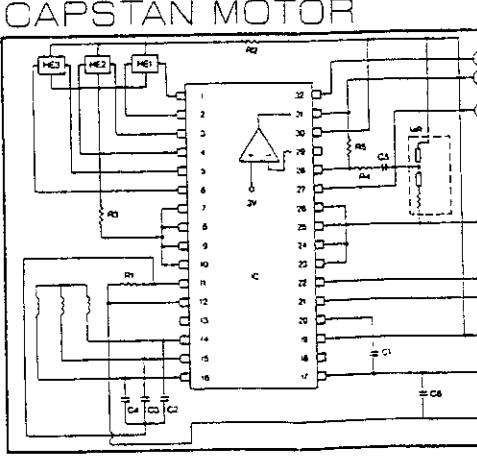 CAPSTAN MOTOR
R2
HE3 HE2 HE1
1 32
2 31
3 30
4 29
5 28
6 27
7 26
8 25
9 24
10 23
11 22
12 21
13 20
14 19
15 18
16 17
R5
MR
C5
R4
2V
R3
R1
IC
C1
C4 C3 C2
C6